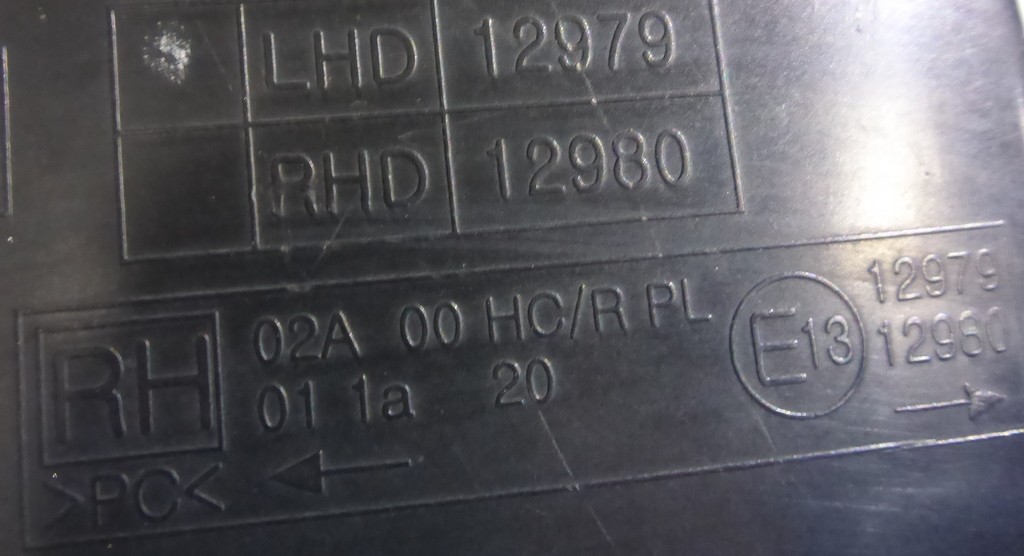 LHD 12979
RHD 12980
RH 02A 00 HC/R PL E13 12979
01 1a 20 12980
>PC<